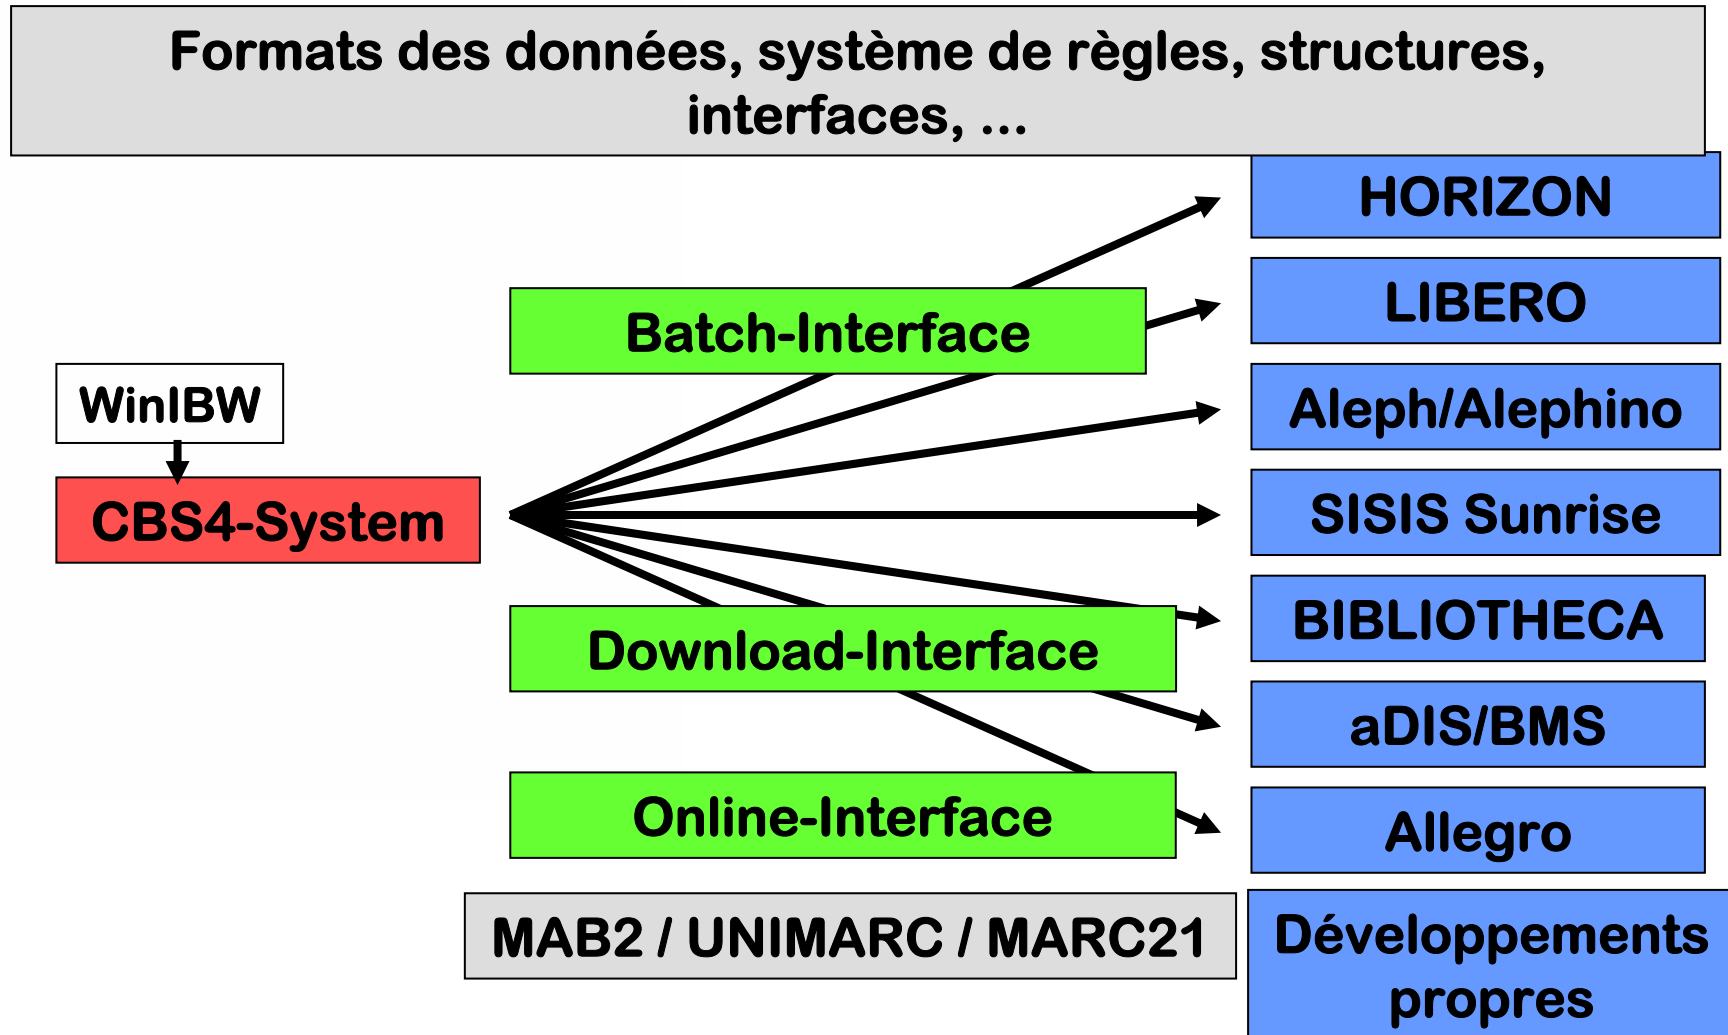 Formats des données, système de règles, structures,
interfaces, ...
HORIZON
LIBERO
Batch-Interface
Aleph/Alephino
WinIBW
CBS4-System
SISIS Sunrise
BIBLIOTHECA
Download-Interface
aDIS/BMS
Online-Interface
Allegro
MAB2 / UNIMARC / MARC21
Développements
propres